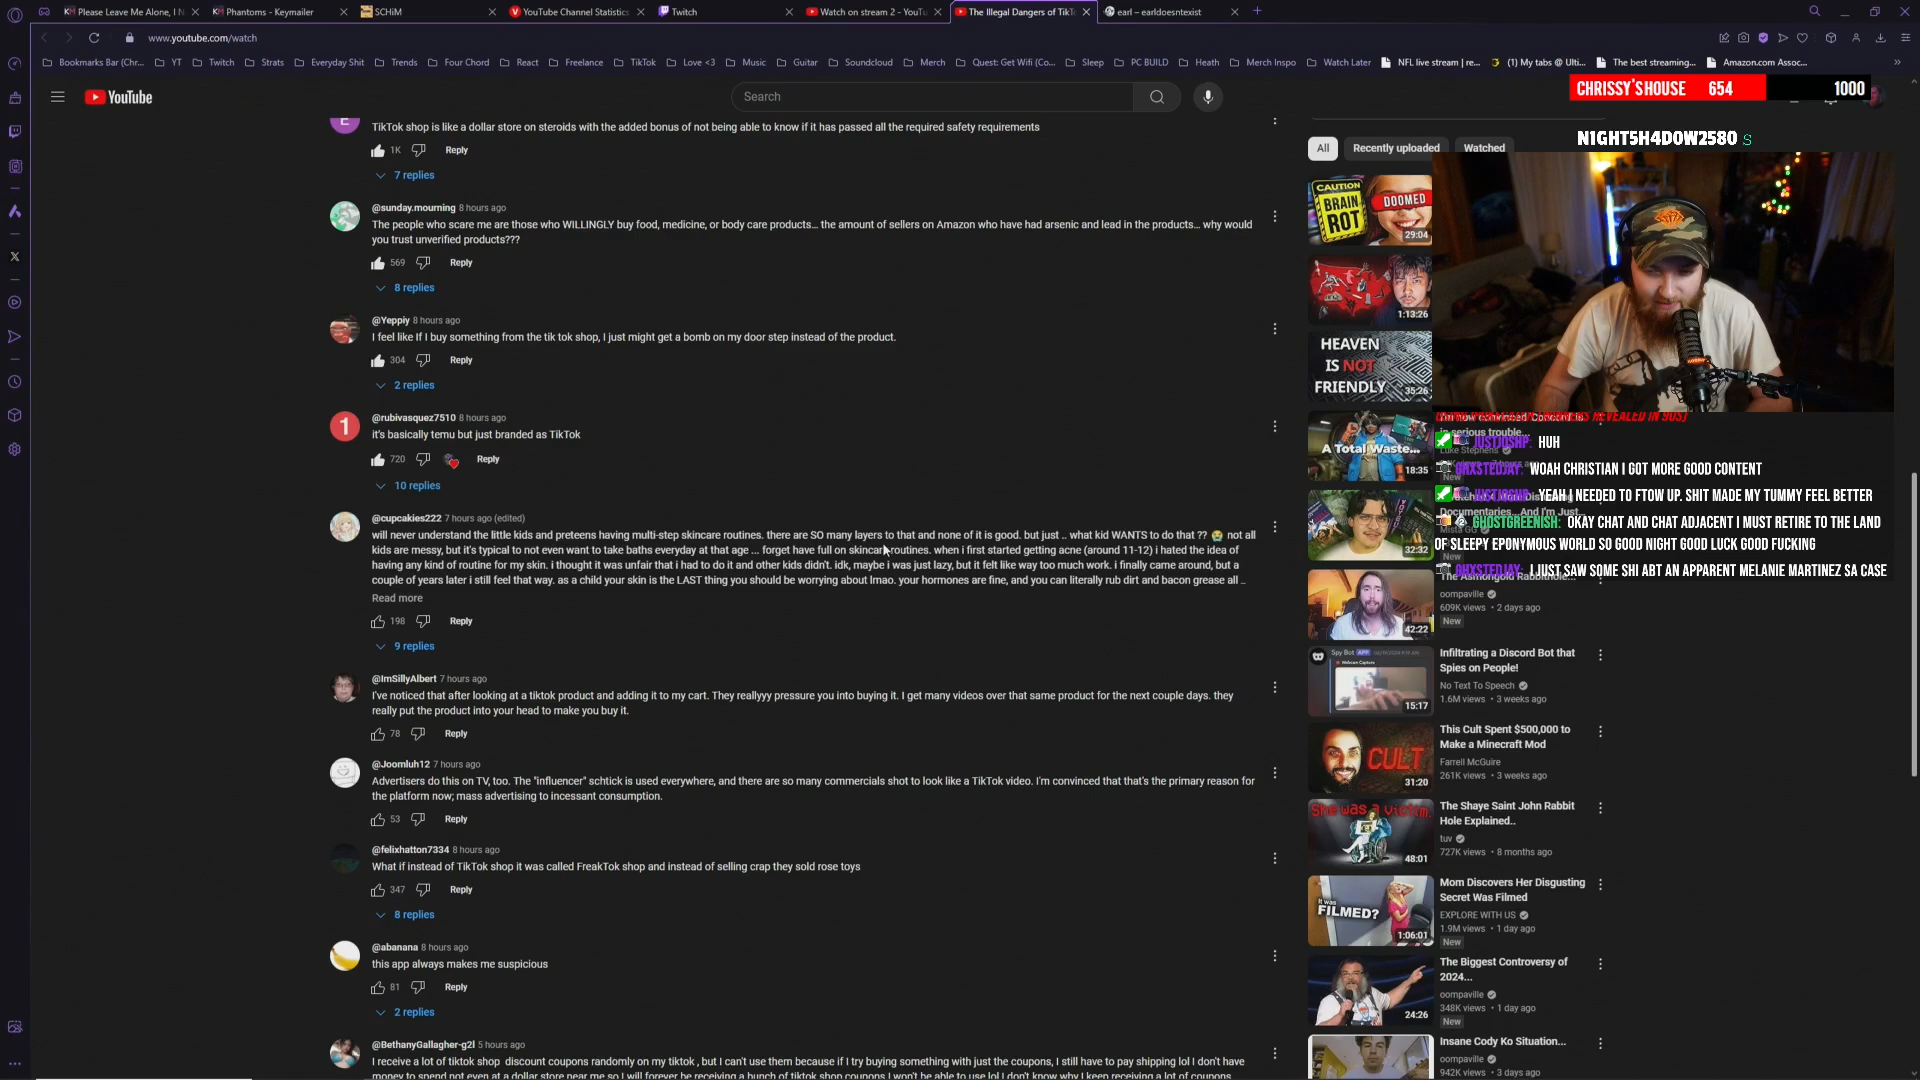 Please Leave Me Alone, I N
Phantoms - Keymailer
SCHiM
YouTube Channel Statistics
Twitch
Watch on stream 2 - YouTu
The Illegal Dangers of TikT
earl – earldoesntexist
www.youtube.com/watch
Bookmarks Bar (Chr...
YT
Twitch
Strats
Everyday Shit
Trends
Four Chord
React
Freelance
TikTok
Love <3
Music
Guitar
Soundcloud
Merch
Quest: Get Wifi (Co...
Sleep
PC BUILD
Heath
Merch Inspo
Watch Later
NFL live stream | re...
(1) My tabs @ Ulti...
The best streaming...
Amazon.com Assoc...
YouTube
Search
CHRISSY'S HOUSE 654 1000
N1GHT5H4D0W2580 S
TikTok shop is like a dollar store on steroids with the added bonus of not being able to know if it has passed all the required safety requirements
1K Reply
7 replies
@sunday.mourning 8 hours ago
The people who scare me are those who WILLINGLY buy food, medicine, or body care products... the amount of sellers on Amazon who have had arsenic and lead in the products... why would
you trust unverified products???
569 Reply
8 replies
@Yeppiy 8 hours ago
I feel like If I buy something from the tik tok shop, I just might get a bomb on my door step instead of the product.
304 Reply
2 replies
1
@rubivasquez7510 8 hours ago
it's basically temu but just branded as TikTok
720 Reply
10 replies
@cupcakies222 7 hours ago (edited)
will never understand the little kids and preteens having multi-step skincare routines. there are SO many layers to that and none of it is good. but just .. what kid WANTS to do that ?? 😭 not all
kids are messy, but it's typical to not even want to take baths everyday at that age ... forget have full on skincare routines. when i first started getting acne (around 11-12) i hated the idea of
having any kind of routine for my skin. i thought it was unfair that i had to do it and other kids didn't. idk, maybe i was just lazy, but it felt like way too much work. i finally came around, but a
couple of years later i still feel that way. as a child your skin is the LAST thing you should be worrying about lmao. your hormones are fine, and you can literally rub dirt and bacon grease all ..
Read more
198 Reply
9 replies
@ImSillyAlbert 7 hours ago
I've noticed that after looking at a tiktok product and adding it to my cart. They reallyyy pressure you into buying it. I get many videos over that same product for the next couple days. they
really put the product into your head to make you buy it.
78 Reply
@Joomluh12 7 hours ago
Advertisers do this on TV, too. The "influencer" schtick is used everywhere, and there are so many commercials shot to look like a TikTok video. I'm convinced that that's the primary reason for
the platform now; mass advertising to incessant consumption.
53 Reply
@felixhatton7334 8 hours ago
What if instead of TikTok shop it was called FreakTok shop and instead of selling crap they sold rose toys
347 Reply
8 replies
@abanana 8 hours ago
this app always makes me suspicious
81 Reply
2 replies
@BethanyGallagher-g2l 5 hours ago
I receive a lot of tiktok shop discount coupons randomly on my tiktok , but I can't use them because if I try buying something with just the coupons, I still have to pay shipping lol I don't have
money to spend not even at a dollar store near me so I will forever be receiving a bunch of tiktok shop coupons I won't be able to use lol I don't know why I keep receiving a lot of coupons
All
Recently uploaded
Watched
CAUTION
BRAIN
ROT
DOOMED
29:04
1:13:26
HEAVEN
IS NOT
FRIENDLY
35:26
A Total Waste...
18:35
in serious trouble...
Luke Stephens
New
JUSTJOSHP: HUH
GHXSTEDJAY: WOAH CHRISTIAN I GOT MORE GOOD CONTENT
JUSTJOSHP: YEAH I NEEDED TO FTOW UP. SHIT MADE MY TUMMY FEEL BETTER
GHOSTGREENISH: OKAY CHAT AND CHAT ADJACENT I MUST RETIRE TO THE LAND
OF SLEEPY EPONYMOUS WORLD SO GOOD NIGHT GOOD LUCK GOOD FUCKING
GHXSTEDJAY: I JUST SAW SOME SHI ABT AN APPARENT MELANIE MARTINEZ SA CASE
32:32
Documentaries...And I'm Just...
Mista GG
New
The Asmongold Rabbithole...
oompaville
609K views • 2 days ago
New
42:22
Spy Bot APP
Infiltrating a Discord Bot that
Spies on People!
No Text To Speech
1.6M views • 3 weeks ago
15:17
CULT
31:20
This Cult Spent $500,000 to
Make a Minecraft Mod
Farrell McGuire
261K views • 3 weeks ago
She was a victim.
48:01
The Shaye Saint John Rabbit
Hole Explained..
tuv
727K views • 8 months ago
it was
FILMED?
1:06:01
Mom Discovers Her Disgusting
Secret Was Filmed
EXPLORE WITH US
1.9M views • 1 day ago
New
24:26
The Biggest Controversy of
2024...
oompaville
348K views • 1 day ago
New
Insane Cody Ko Situation...
oompaville
942K views • 3 days ago